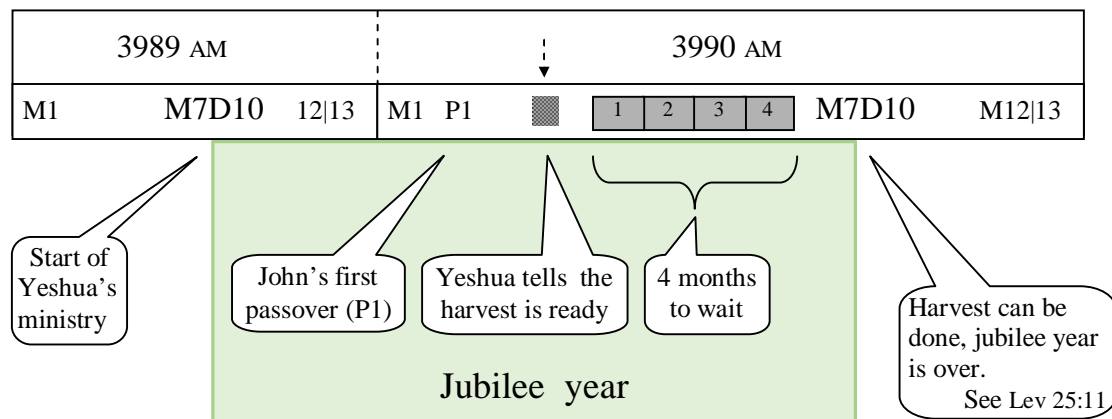 3989 AM
3990 AM
M1 M7D10 12|13 M1 P1 1 2 3 4 M7D10 M12|13
Start of
Yeshua's
ministry
John's first
passover (P1)
Yeshua tells the
harvest is ready
4 months
to wait
Harvest can be
done, jubilee year
is over.
See Lev 25:11
Jubilee year